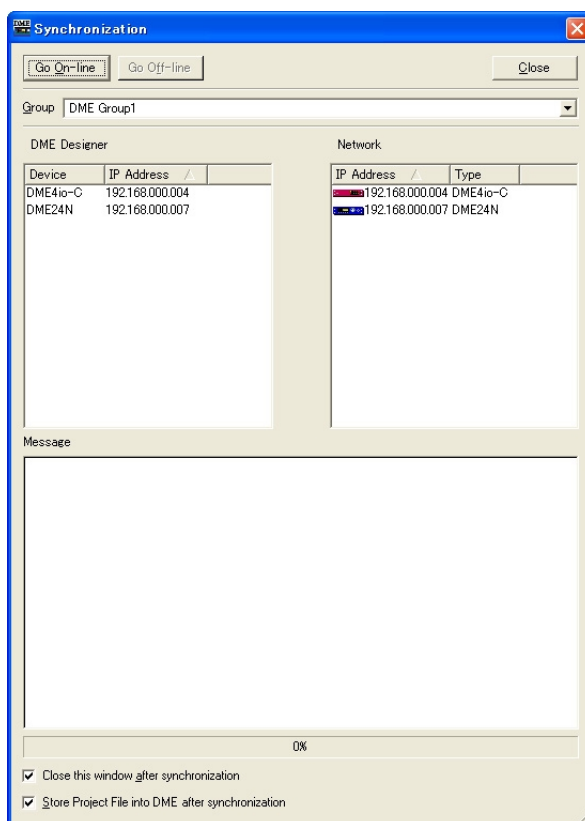 DME Synchronization
Go On-line Go Off-line Close
Group DME Group1
DME Designer Network
Device IP Address IP Address Type
DME4io-C 192.168.000.004 192.168.000.004 DME4io-C
DME24N 192.168.000.007 192.168.000.007 DME24N
Message
0%
Close this window after synchronization
Store Project File into DME after synchronization